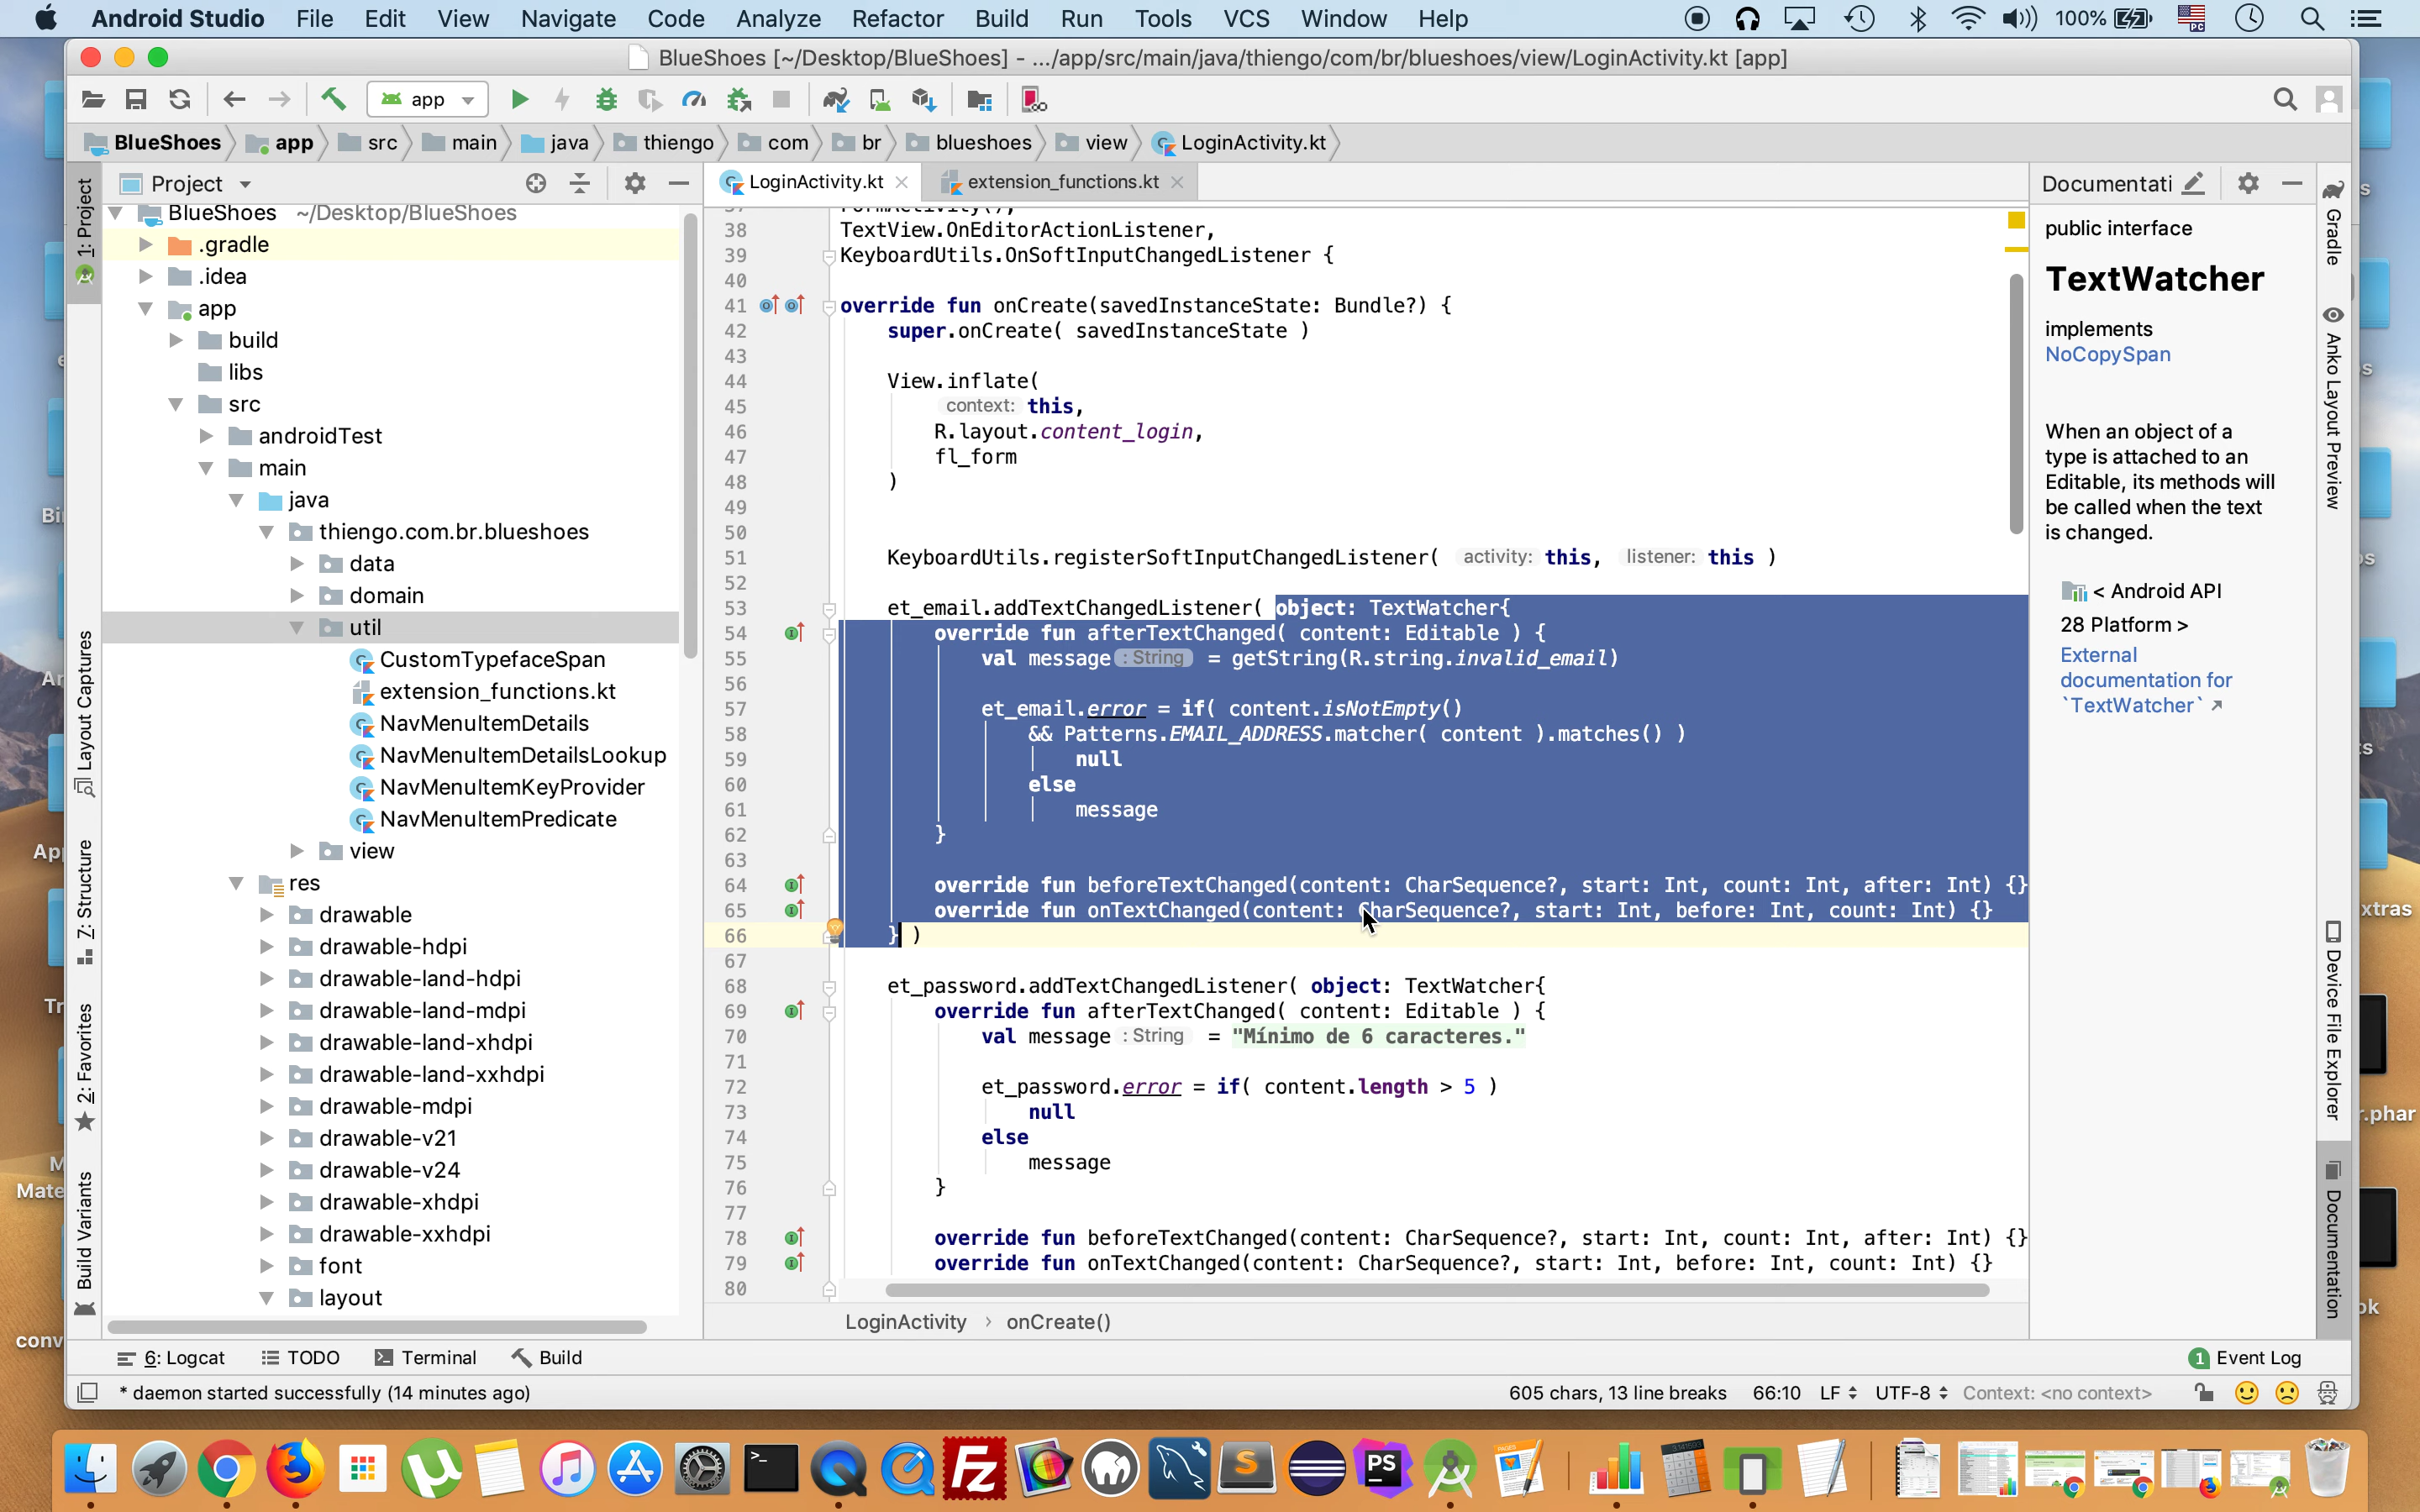 Android Studio File Edit View Navigate Code Analyze Refactor Build Run Tools VCS Window Help 100%
BlueShoes [~/Desktop/BlueShoes] - .../app/src/main/java/thiengo/com/br/blueshoes/view/LoginActivity.kt [app]
app
BlueShoes app src main java thiengo com br blueshoes view LoginActivity.kt
1: Project
Layout Captures
7: Structure
2: Favorites
Build Variants
Project
BlueShoes ~/Desktop/BlueShoes
.gradle
.idea
app
build
libs
src
androidTest
main
java
thiengo.com.br.blueshoes
data
domain
util
CustomTypefaceSpan
extension_functions.kt
NavMenuItemDetails
NavMenuItemDetailsLookup
NavMenuItemKeyProvider
NavMenuItemPredicate
view
res
drawable
drawable-hdpi
drawable-land-hdpi
drawable-land-mdpi
drawable-land-xhdpi
drawable-land-xxhdpi
drawable-mdpi
drawable-v21
drawable-v24
drawable-xhdpi
drawable-xxhdpi
font
layout
LoginActivity.kt extension_functions.kt
38 TextView.OnEditorActionListener,
39 KeyboardUtils.OnSoftInputChangedListener {
40
41 override fun onCreate(savedInstanceState: Bundle?) {
42 super.onCreate( savedInstanceState )
43
44 View.inflate(
45 context: this,
46 R.layout.content_login,
47 fl_form
48 )
49
50
51 KeyboardUtils.registerSoftInputChangedListener( activity: this, listener: this )
52
53 et_email.addTextChangedListener( object: TextWatcher{
54 override fun afterTextChanged( content: Editable ) {
55 val message : String = getString(R.string.invalid_email)
56
57 et_email.error = if( content.isNotEmpty()
58 && Patterns.EMAIL_ADDRESS.matcher( content ).matches() )
59 null
60 else
61 message
62 }
63
64 override fun beforeTextChanged(content: CharSequence?, start: Int, count: Int, after: Int) {}
65 override fun onTextChanged(content: CharSequence?, start: Int, before: Int, count: Int) {}
66 } )
67
68 et_password.addTextChangedListener( object: TextWatcher{
69 override fun afterTextChanged( content: Editable ) {
70 val message : String = "Mínimo de 6 caracteres."
71
72 et_password.error = if( content.length > 5 )
73 null
74 else
75 message
76 }
77
78 override fun beforeTextChanged(content: CharSequence?, start: Int, count: Int, after: Int) {}
79 override fun onTextChanged(content: CharSequence?, start: Int, before: Int, count: Int) {}
80
LoginActivity › onCreate()
Documentati
public interface
TextWatcher
implements
NoCopySpan
When an object of a
type is attached to an
Editable, its methods will
be called when the text
is changed.
< Android API
28 Platform >
External
documentation for
`TextWatcher`
Gradle
Anko Layout Preview
Device File Explorer
Documentation
6: Logcat TODO Terminal Build 1 Event Log
* daemon started successfully (14 minutes ago) 605 chars, 13 line breaks 66:10 LF UTF-8 Context: <no context>
Fz
S
PS
PAGES